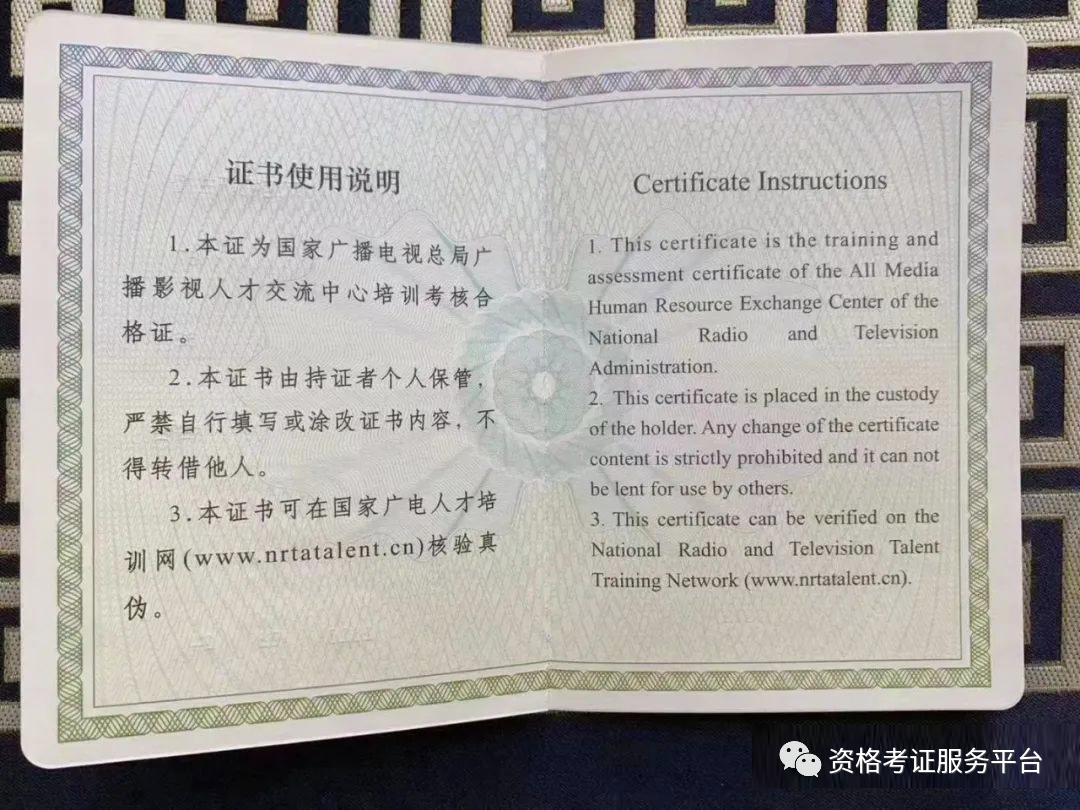 证书使用说明
1.本证为国家广播电视总局广
播影视人才交流中心培训考核合
格证。
2.本证书由持证者个人保管,
严禁自行填写或涂改证书内容,不
得转借他人。
3.本证书可在国家广电人才培
训网(www.nrtatalent.cn)核验真
伪。
Certificate Instructions
1. This certificate is the training and
assessment certificate of the All Media
Human Resource Exchange Center of the
National Radio and Television
Administration.
2. This certificate is placed in the custody
of the holder. Any change of the certificate
content is strictly prohibited and it can not
be lent for use by others.
3. This certificate can be verified on the
National Radio and Television Talent
Training Network (www.nrtatalent.cn).
资格考证服务平台